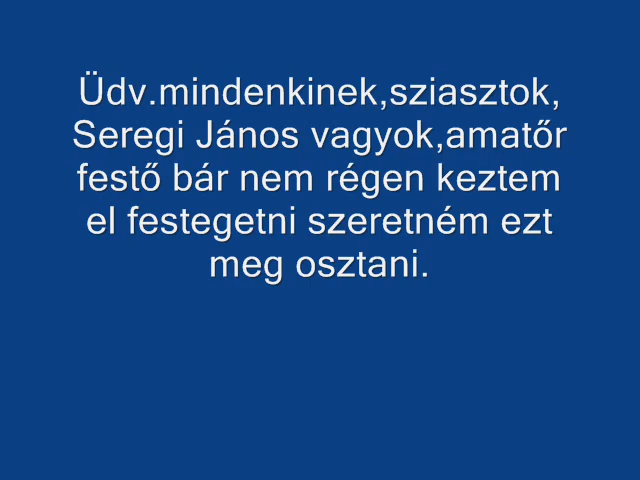 Üdv.mindenkinek,sziasztok,
Seregi János vagyok,amatőr
festő bár nem régen keztem
el festegetni szeretném ezt
meg osztani.